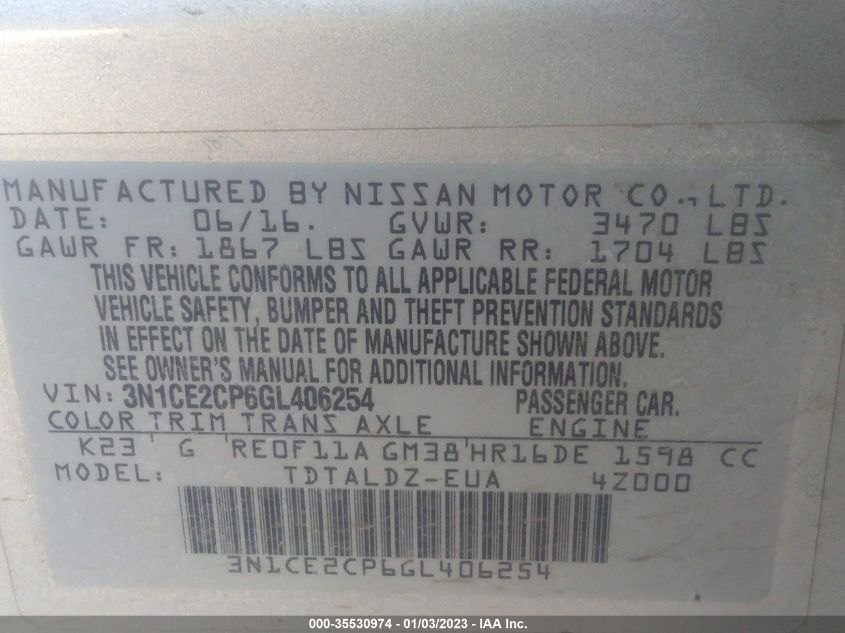 MANUFACTURED BY NISSAN MOTOR CO., LTD.
DATE: 06/16. GVWR: 3470 LBS
GAWR FR: 1867 LBS GAWR RR: 1704 LBS
THIS VEHICLE CONFORMS TO ALL APPLICABLE FEDERAL MOTOR
VEHICLE SAFETY, BUMPER AND THEFT PREVENTION STANDARDS
IN EFFECT ON THE DATE OF MANUFACTURE SHOWN ABOVE.
SEE OWNER'S MANUAL FOR ADDITIONAL INFORMATION.
VIN: 3N1CE2CP6GL406254 PASSENGER CAR.
COLOR TRIM TRANS AXLE ENGINE
K23 ' G 'RE0F11A GM38'HR16DE 1598 CC
MODEL: TDTALDZ-EUA 4Z000
3N1CE2CP6GL406254
000-35530974 - 01/03/2023 - IAA Inc.